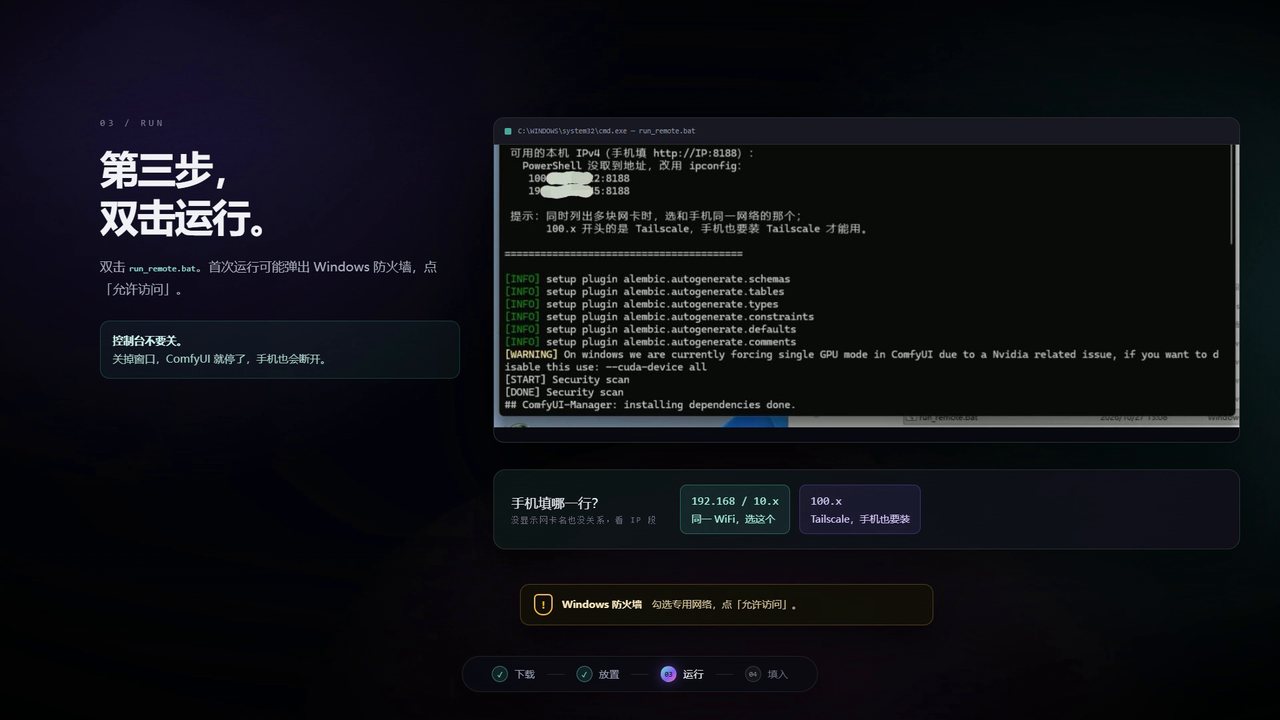 03 / RUN
第三步，
双击运行。
双击 run_remote.bat。首次运行可能弹出 Windows 防火墙，点
「允许访问」。
控制台不要关。
关掉窗口，ComfyUI 就停了，手机也会断开。
C:\WINDOWS\system32\cmd.exe — run_remote.bat
可用的本机 IPv4（手机填 http://IP:8188）:
PowerShell 没取到地址，改用 ipconfig:
100 2:8188
19 5:8188
提示: 同时列出多块网卡时，选和手机同一网络的那个;
100.x 开头的是 Tailscale，手机也要装 Tailscale 才能用。
========================================
[INFO] setup plugin alembic.autogenerate.schemas
[INFO] setup plugin alembic.autogenerate.tables
[INFO] setup plugin alembic.autogenerate.types
[INFO] setup plugin alembic.autogenerate.constraints
[INFO] setup plugin alembic.autogenerate.defaults
[INFO] setup plugin alembic.autogenerate.comments
[WARNING] On windows we are currently forcing single GPU mode in ComfyUI due to a Nvidia related issue, if you want to d
isable this use: --cuda-device all
[START] Security scan
[DONE] Security scan
## ComfyUI-Manager: installing dependencies done.
run_remote.bat
手机填哪一行?
没显示网卡名也没关系，看 IP 段
192.168 / 10.x
同一 WiFi，选这个
100.x
Tailscale，手机也要装
! Windows 防火墙 勾选专用网络，点「允许访问」。
✓ 下载 ✓ 放置 03 运行 04 填入